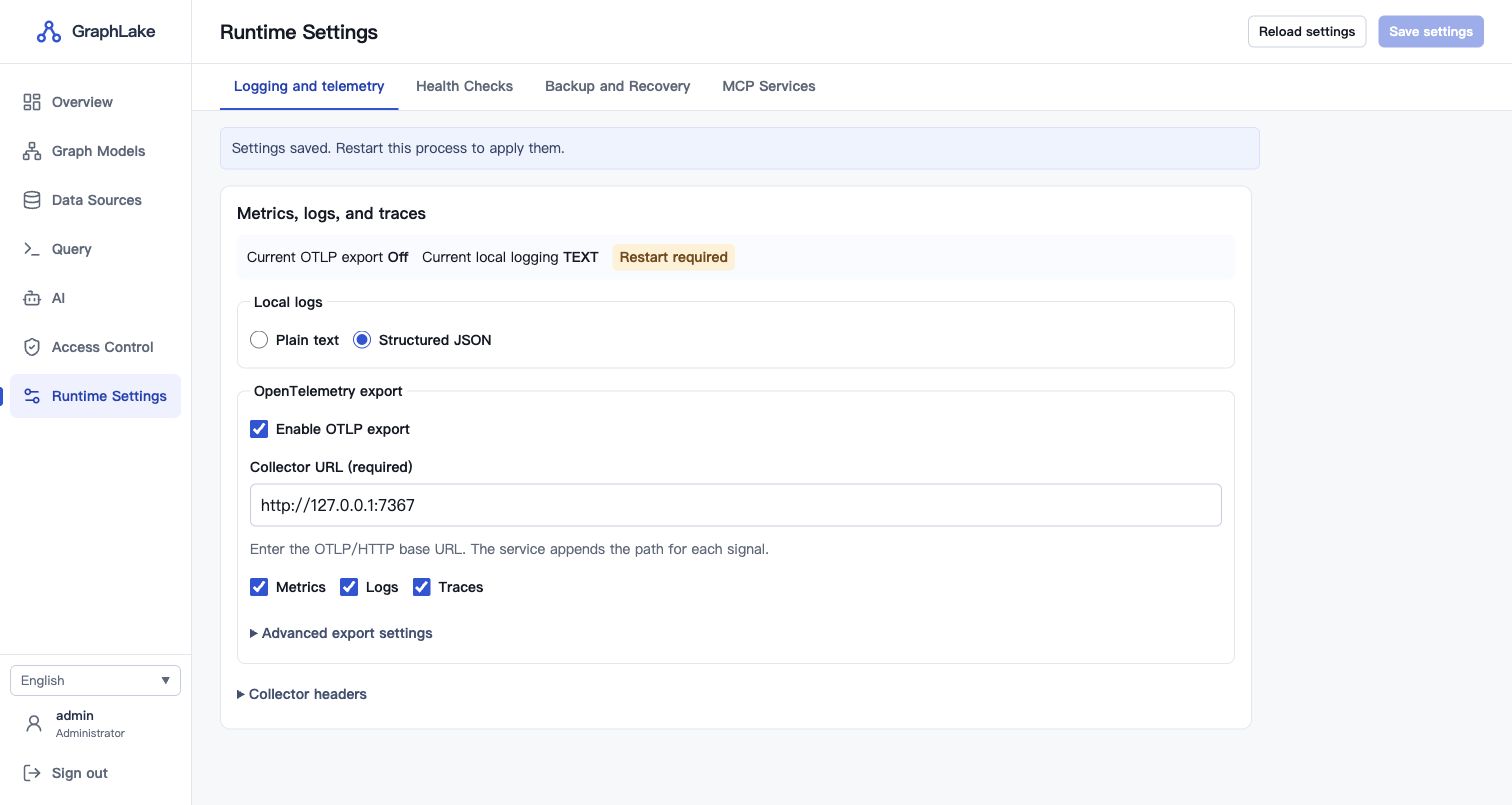 GraphLake
Runtime Settings
Reload settings
Save settings
Overview
Graph Models
Data Sources
Query
AI
Access Control
Runtime Settings
Logging and telemetry
Health Checks
Backup and Recovery
MCP Services
Settings saved. Restart this process to apply them.
Metrics, logs, and traces
Current OTLP export Off Current local logging TEXT Restart required
Local logs
Plain text Structured JSON
OpenTelemetry export
Enable OTLP export
Collector URL (required)
http://127.0.0.1:7367
Enter the OTLP/HTTP base URL. The service appends the path for each signal.
Metrics Logs Traces
Advanced export settings
Collector headers
English
admin
Administrator
Sign out